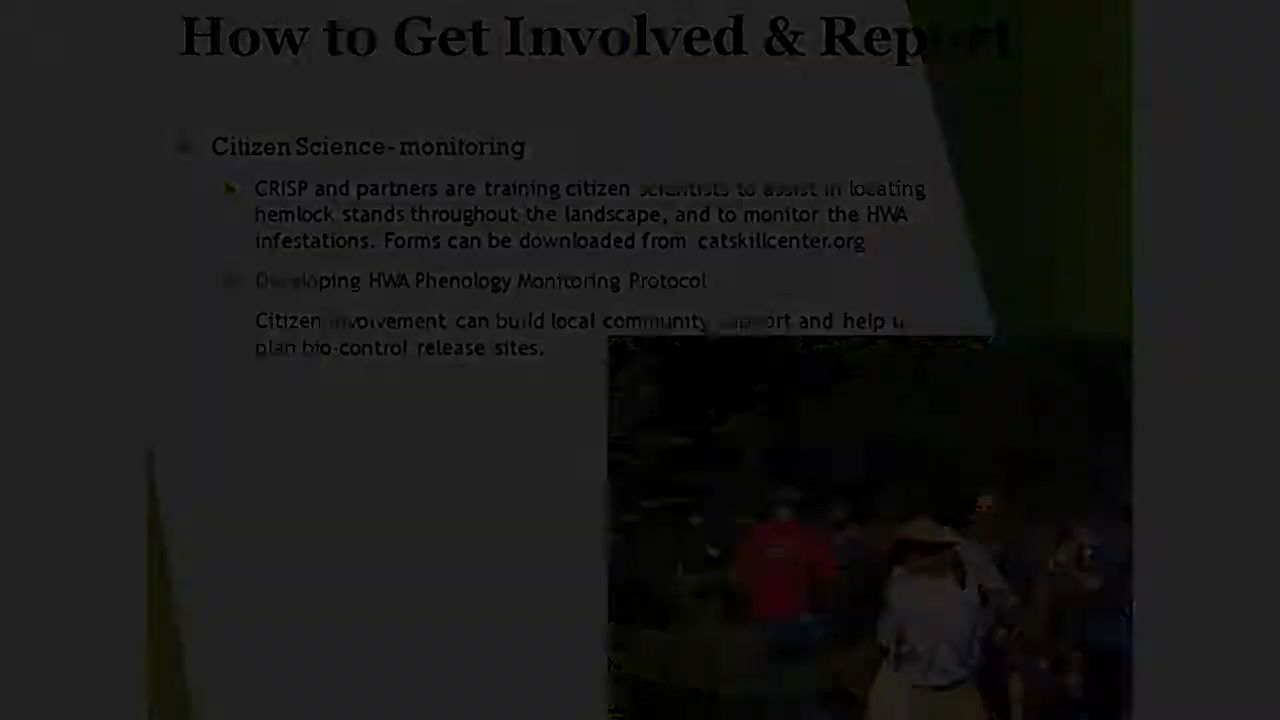 How to Get Involved & Report
Citizen Science- monitoring
CRISP and partners are training citizen scientists to assist in locating
hemlock stands throughout the landscape, and to monitor the HWA
infestations. Forms can be downloaded from catskillcenter.org
Developing HWA Phenology Monitoring Protocol
Citizen involvement can build local community support and help
plan bio-control release sites.